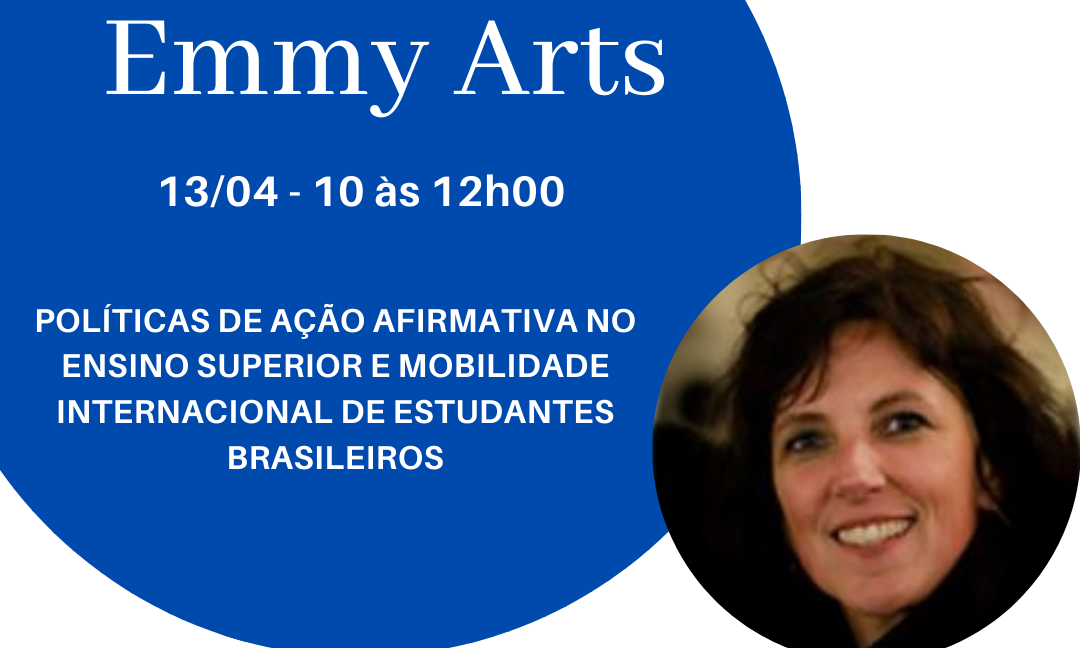 Emmy Arts
13/04 - 10 às 12h00
POLÍTICAS DE AÇÃO AFIRMATIVA NO
ENSINO SUPERIOR E MOBILIDADE
INTERNACIONAL DE ESTUDANTES
BRASILEIROS